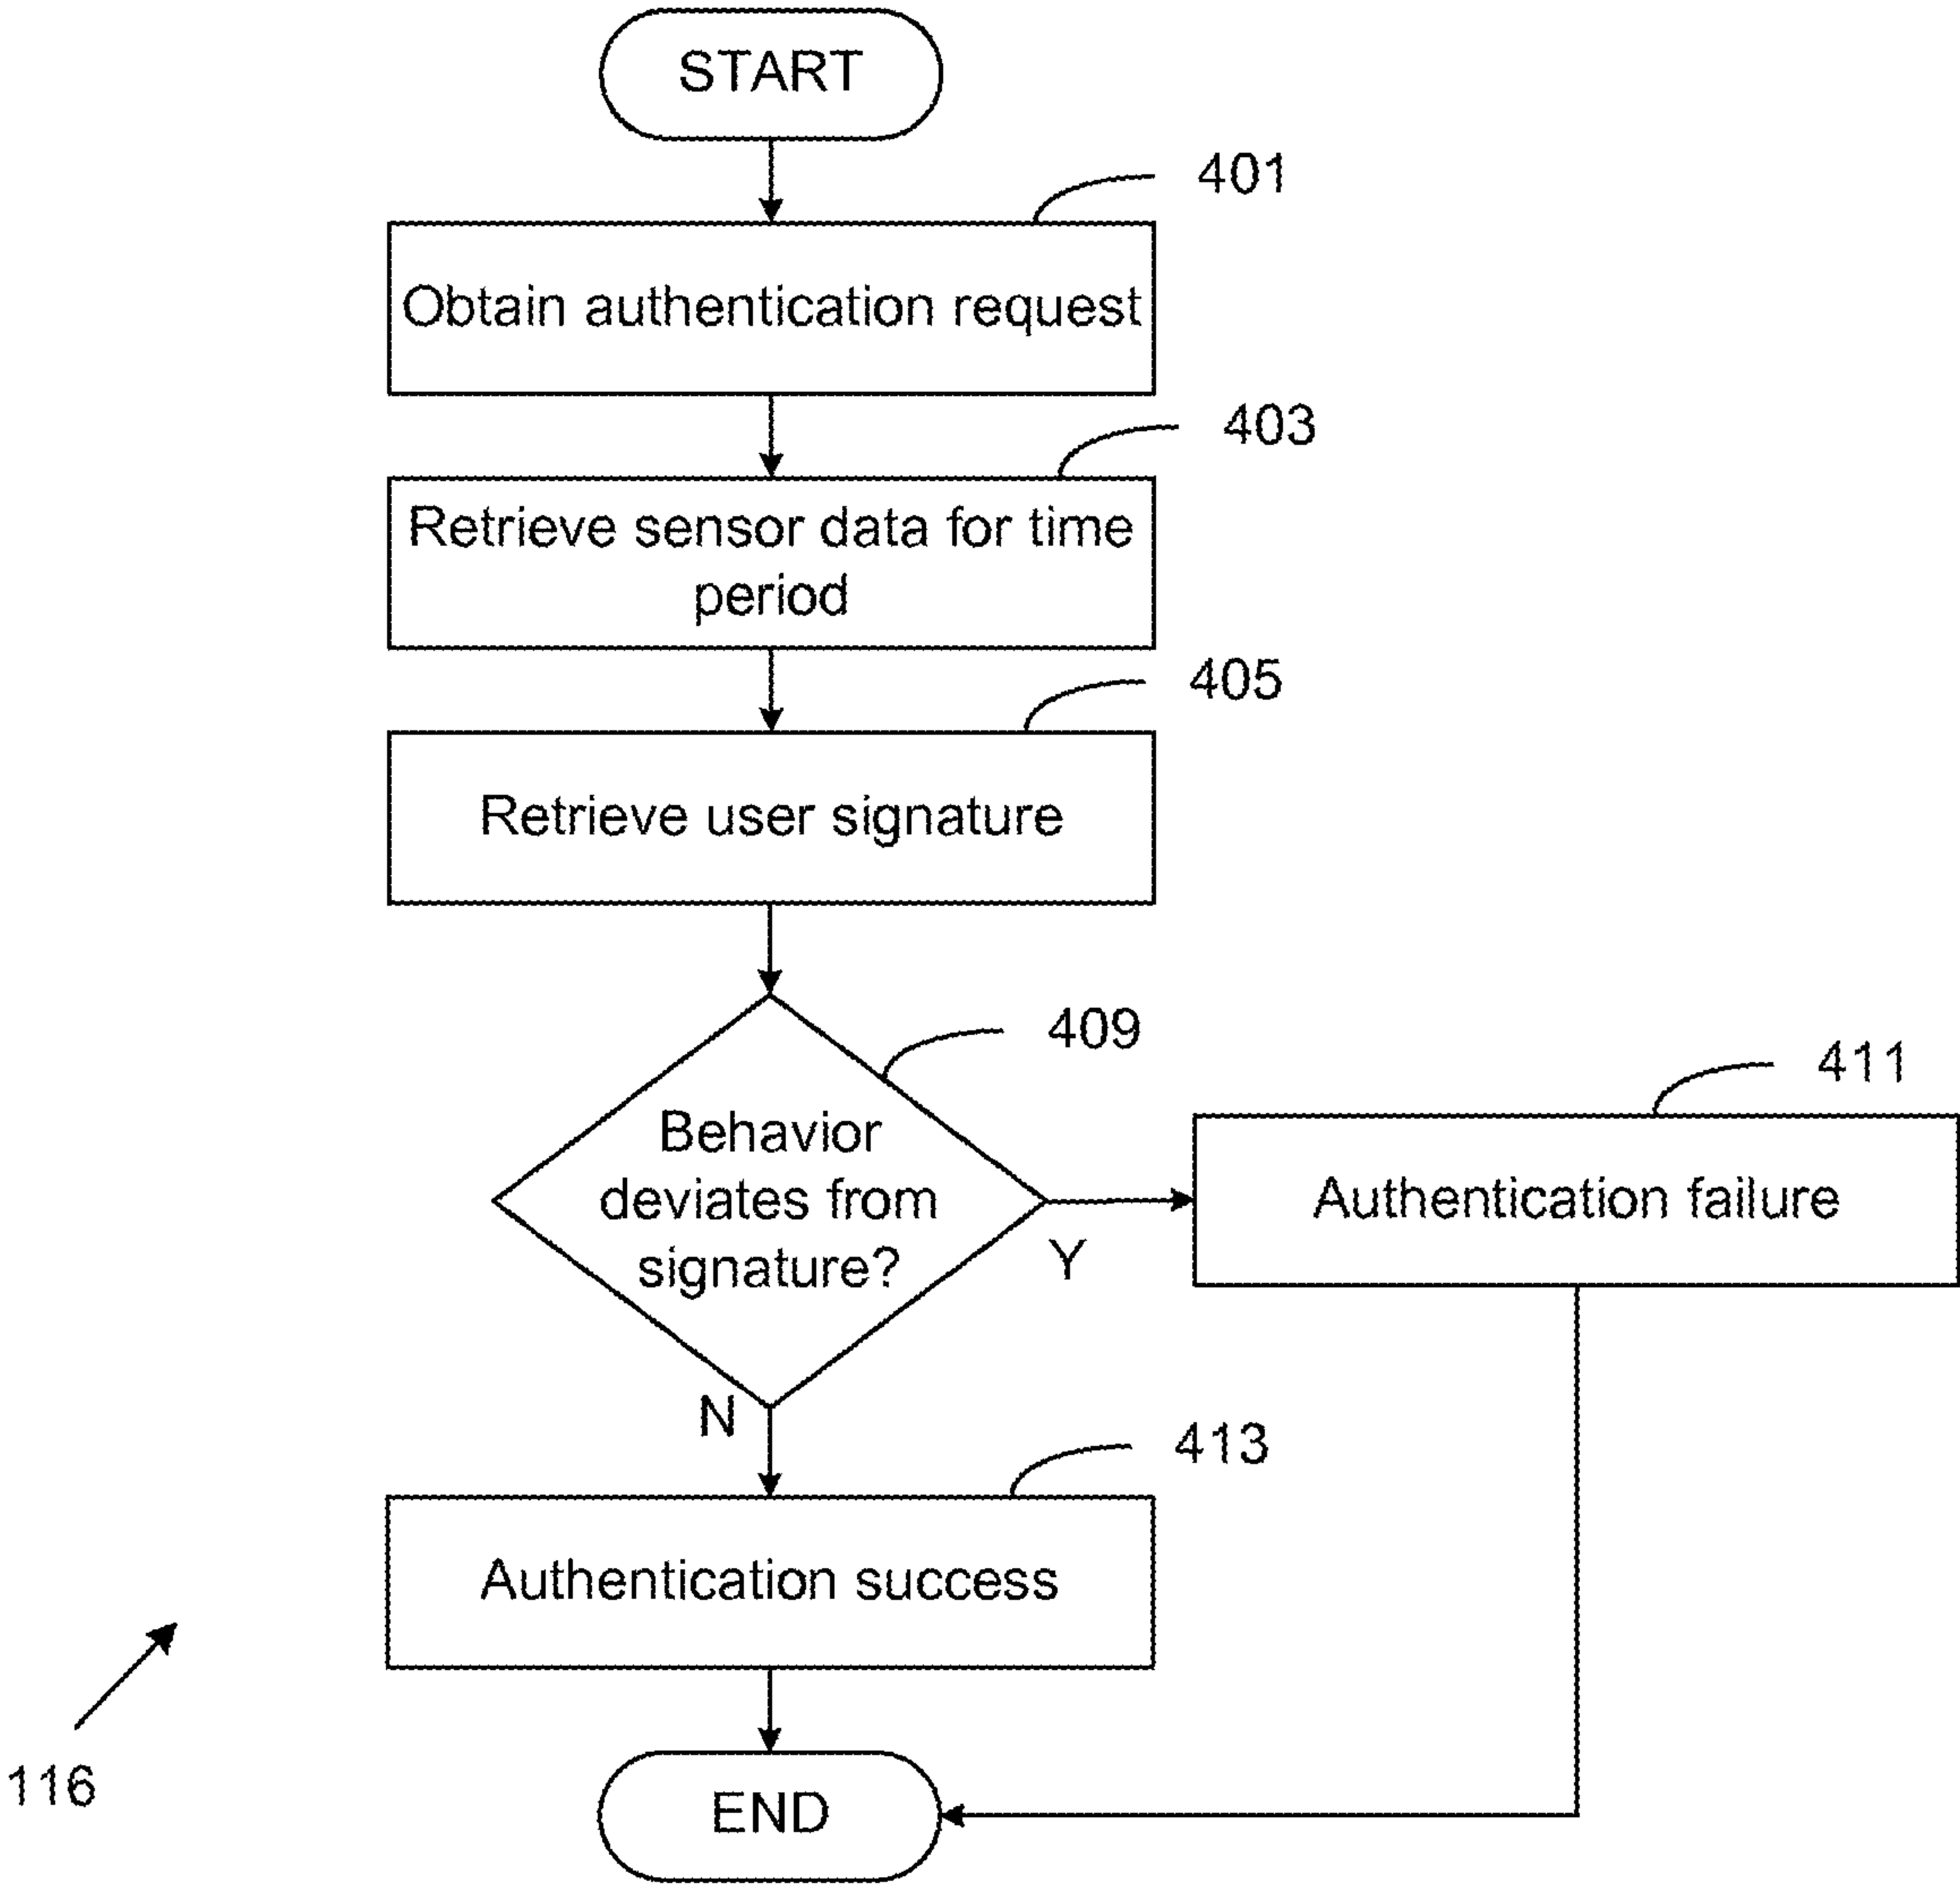 START
401
Obtain authentication request
403
Retrieve sensor data for time
period
405
Retrieve user signature
409
Behavior
deviates from
signature?
Y
N
411
Authentication failure
413
Authentication success
116
END